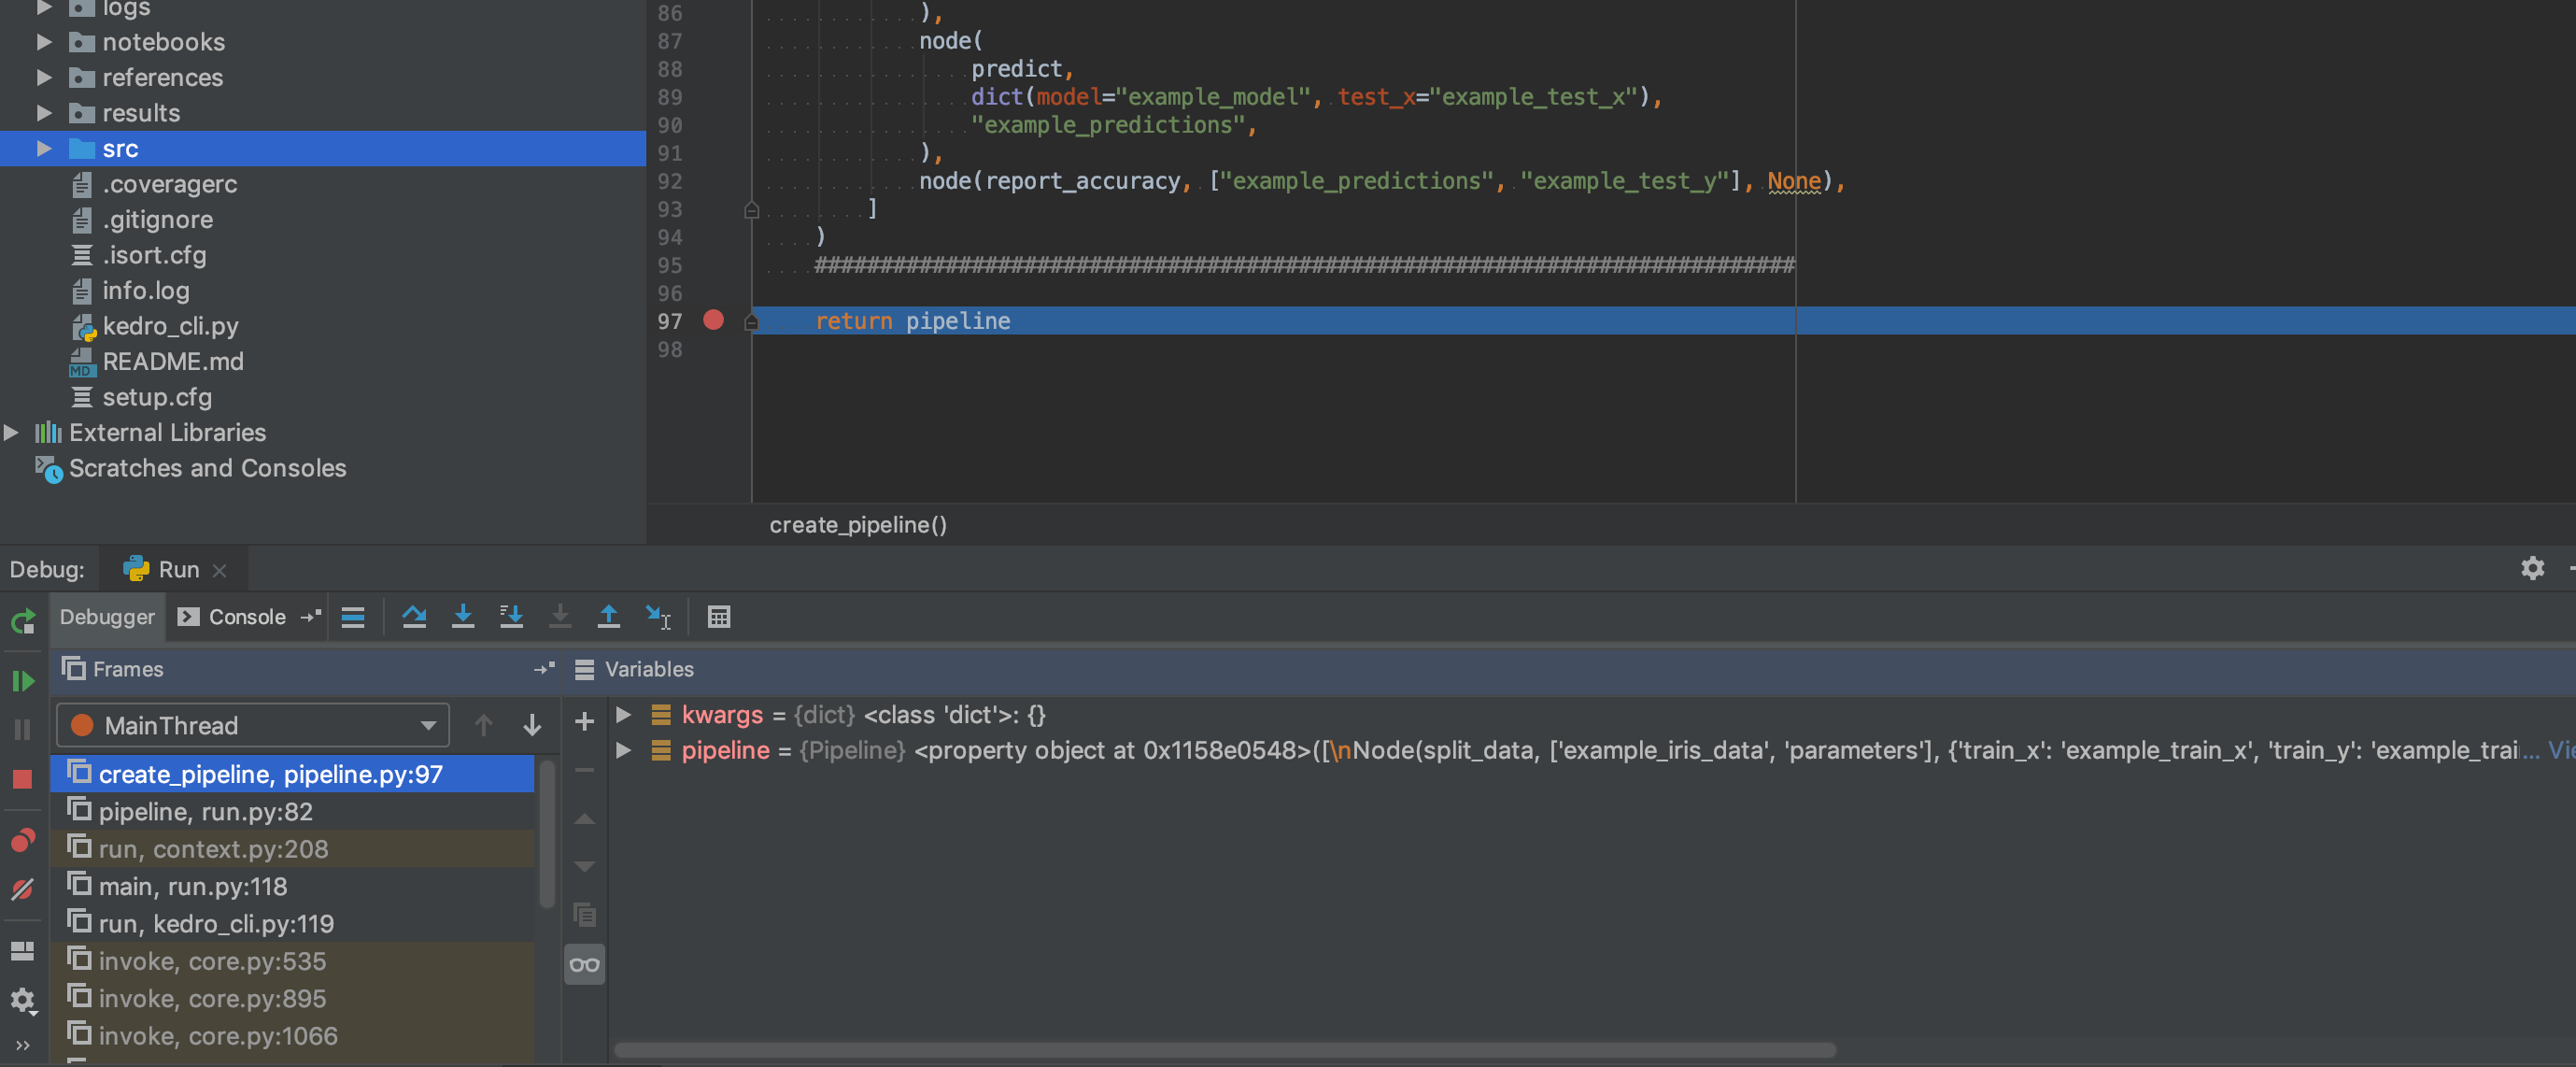 logs
notebooks
references
results
src
.coveragerc
.gitignore
.isort.cfg
info.log
kedro_cli.py
README.md
setup.cfg
External Libraries
Scratches and Consoles
86 ),
87 node(
88 predict,
89 dict(model="example_model", test_x="example_test_x"),
90 "example_predictions",
91 ),
92 node(report_accuracy, ["example_predictions", "example_test_y"], None),
93 ]
94 )
95 ###########################################################################
96
97 return pipeline
98
create_pipeline()
Debug: Run
Debugger Console
Frames
MainThread
create_pipeline, pipeline.py:97
pipeline, run.py:82
run, context.py:208
main, run.py:118
run, kedro_cli.py:119
invoke, core.py:535
invoke, core.py:895
invoke, core.py:1066
Variables
kwargs = {dict} <class 'dict'>: {}
pipeline = {Pipeline} <property object at 0x1158e0548>([\nNode(split_data, ['example_iris_data', 'parameters'], {'train_x': 'example_train_x', 'train_y': 'example_trai... Vie